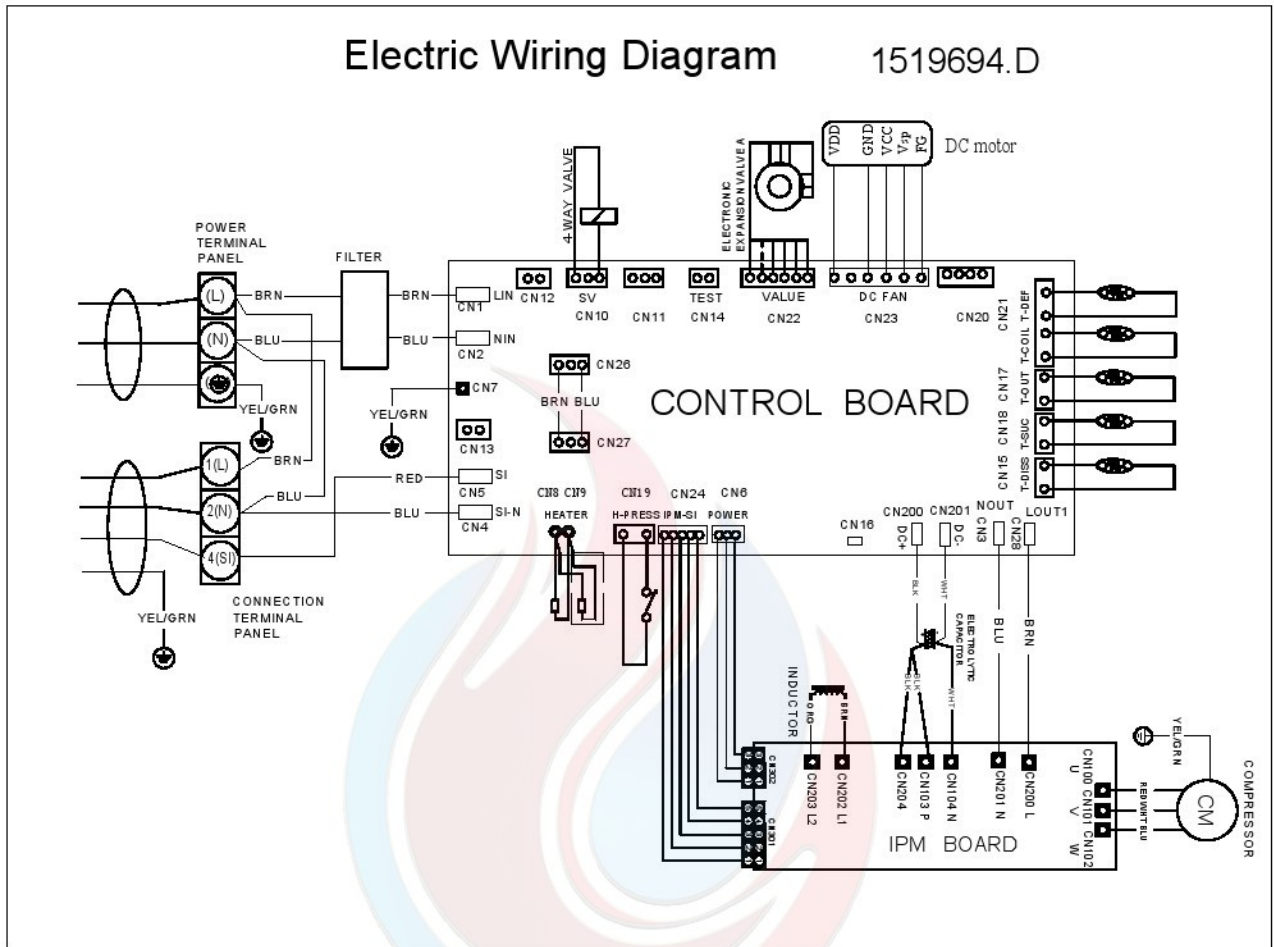 Electric Wiring Diagram 1519694.D
VDD GND VCC Vsp FG
DC motor
4-WAY VALVE
ELECTRONIC
EXPANSION VALVE A
POWER
TERMINAL
PANEL
FILTER
(L)
BRN
BRN
LIN
CN1
(N)
BLU
BLU
NIN
CN2
YEL/GRN
YEL/GRN
CN7
CN12
SV
CN10
CN11
TEST
CN14
VALUE
CN22
DC FAN
CN23
CN20
CN21
T-DEF
T-COIL
CN17
T-OUT
CN18
T-SUC
CN15
T-DISS
CN26
BRN BLU
CN27
CONTROL BOARD
CN13
1(L)
BRN
2(N)
BLU
4(SI)
RED
SI
CN5
BLU
SI-N
CN4
YEL/GRN
CONNECTION
TERMINAL
PANEL
CN8 CN9
HEATER
CN19
H-PRESS
CN24
IPM-SI
CN6
POWER
CN16
CN200
DC+
CN201
DC-
NOUT
CN3
LOUT1
CN28
BLK
WHT
ELECTROLYTIC
CAPACITOR
BLU
BRN
BLK
BLK
WHT
INDUCTOR
ORG
BRN
CN302
CN301
CN203 L2
CN202 L1
CN204
CN103 P
CN104 N
CN201 N
CN200 L
CN100
U
CN101
V
CN102
W
IPM BOARD
RED WHT BLU
YEL/GRN
CM
COMPRESSOR